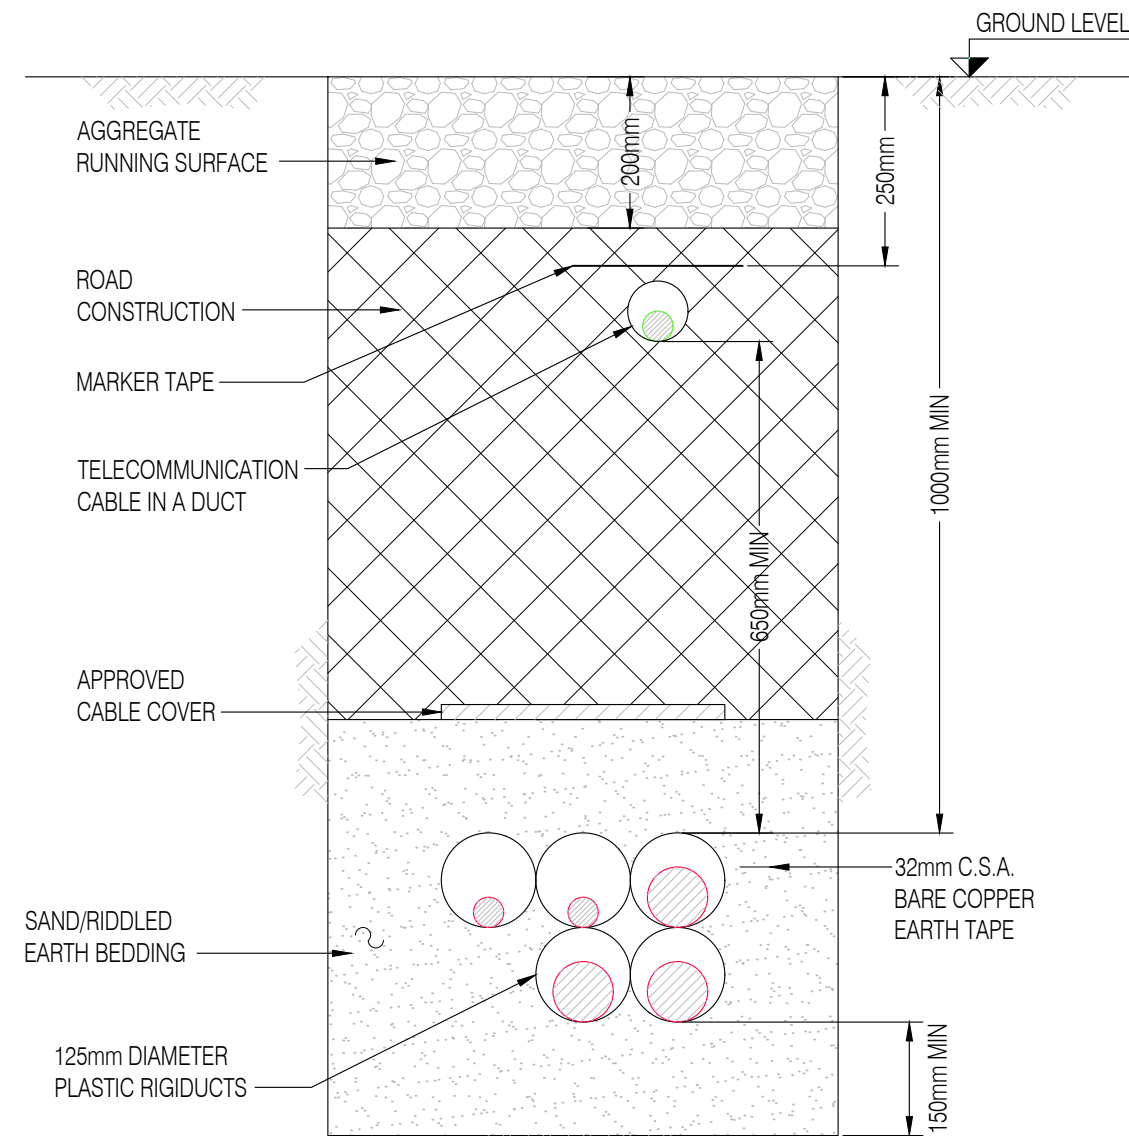 GROUND LEVEL
AGGREGATE
RUNNING SURFACE
200mm
250mm
ROAD
CONSTRUCTION
MARKER TAPE
1000mm MIN
TELECOMMUNICATION
CABLE IN A DUCT
650mm MIN
APPROVED
CABLE COVER
32mm C.S.A.
BARE COPPER
EARTH TAPE
SAND/RIDDLED
EARTH BEDDING
125mm DIAMETER
PLASTIC RIGIDUCTS
150mm MIN